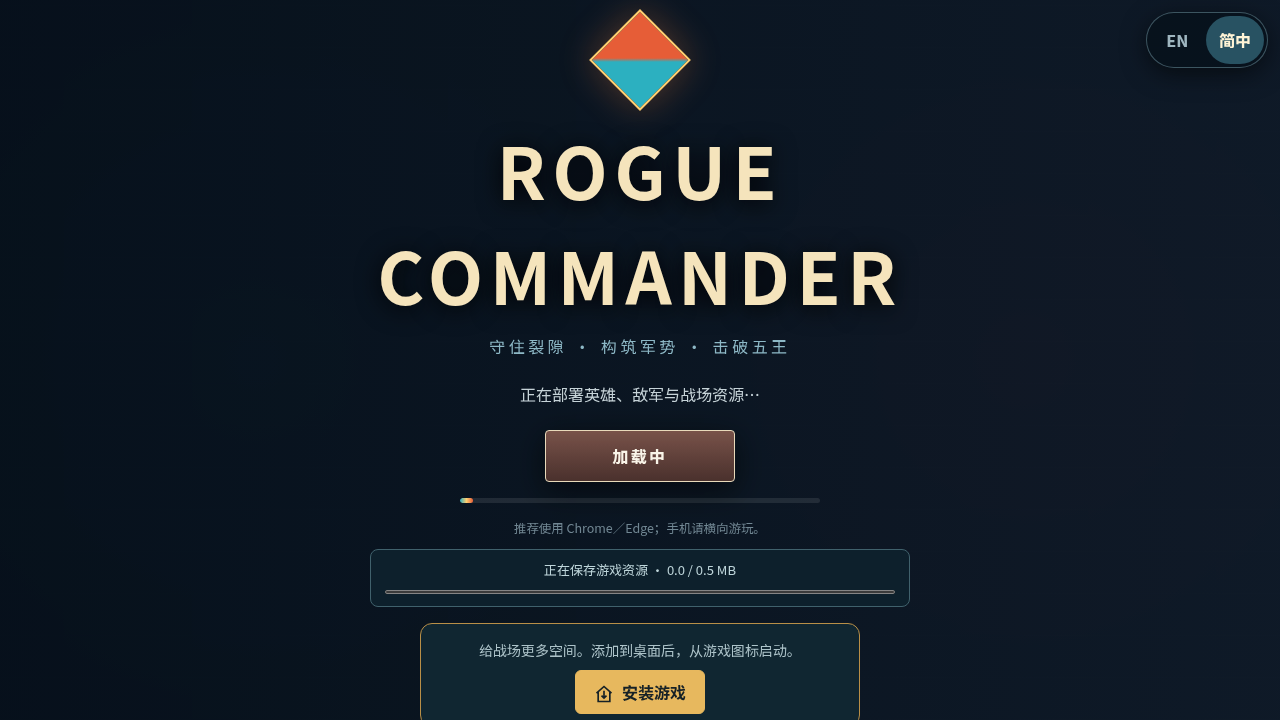 EN
简中
ROGUE
COMMANDER
守住裂隙 · 构筑军势 · 击破五王
正在部署英雄、敌军与战场资源…
加载中
推荐使用 Chrome／Edge；手机请横向游玩。
正在保存游戏资源 · 0.0 / 0.5 MB
给战场更多空间。添加到桌面后，从游戏图标启动。
安装游戏